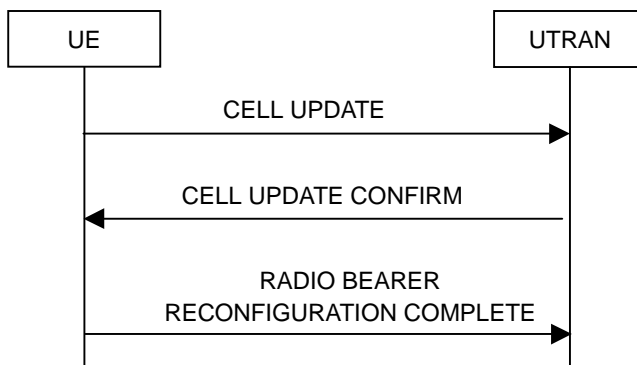 UE
UTRAN
CELL UPDATE
CELL UPDATE CONFIRM
RADIO BEARER
RECONFIGURATION COMPLETE